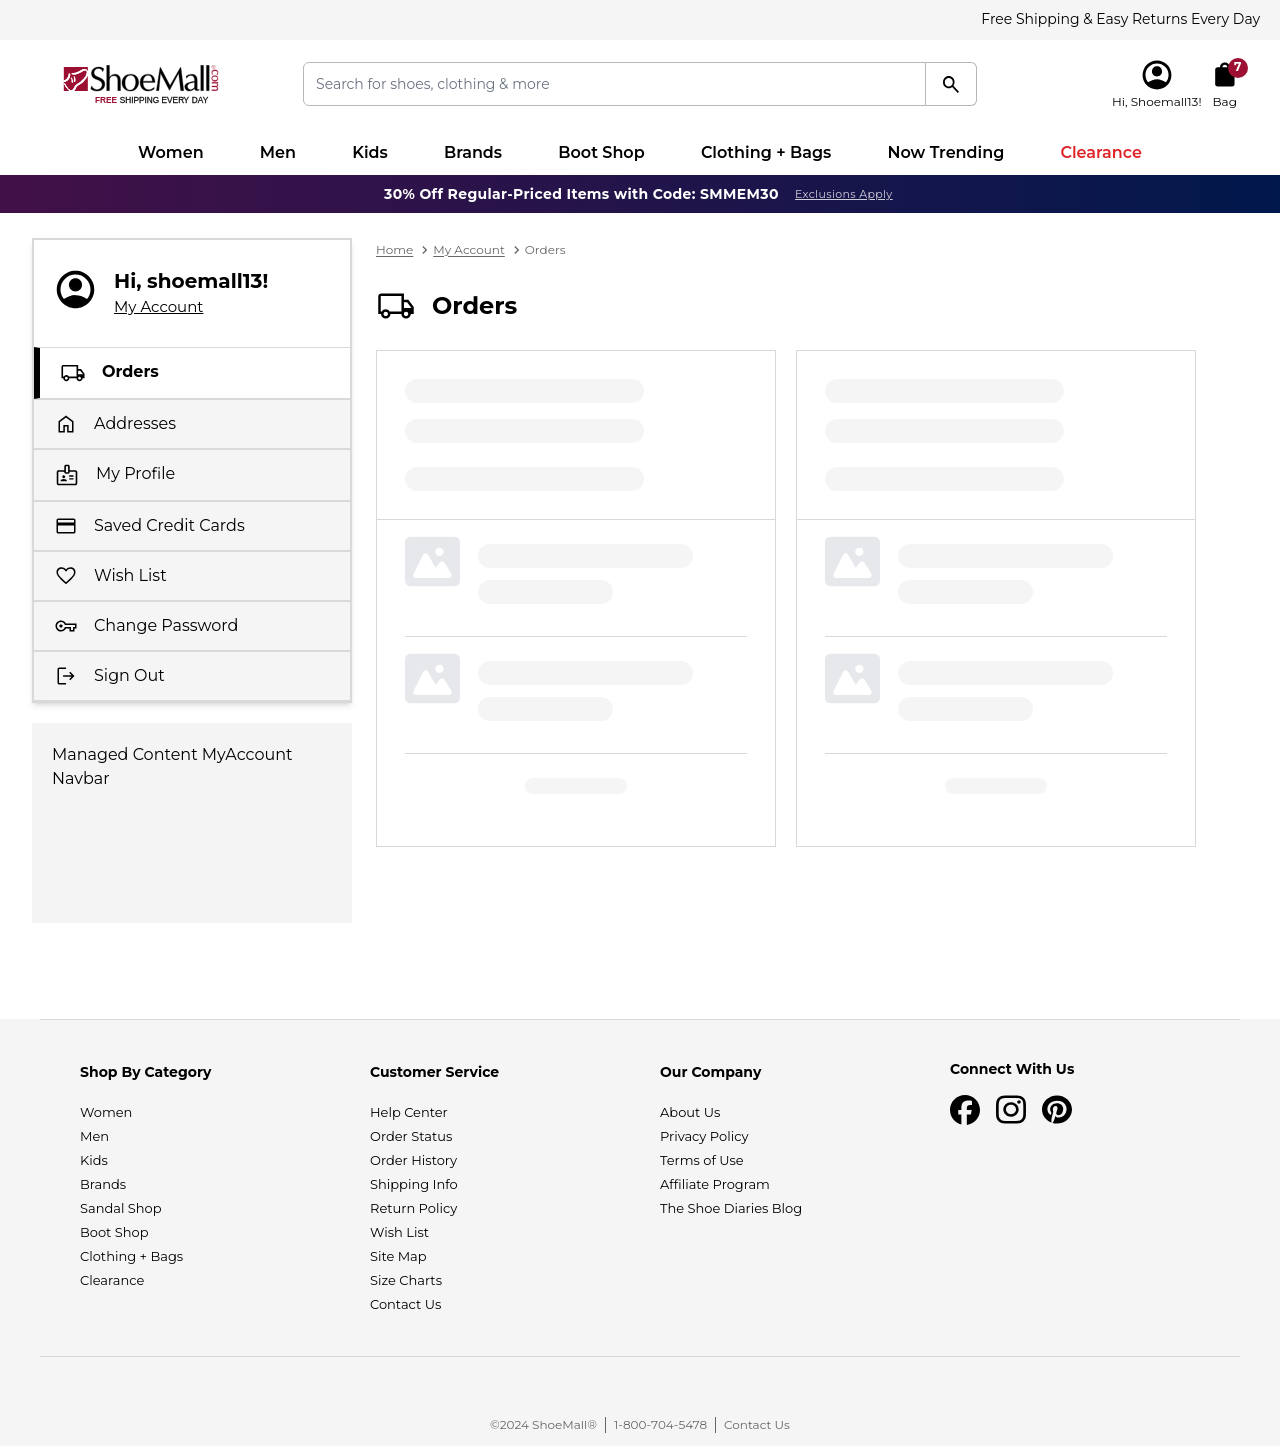 Free Shipping & Easy Returns Every Day
ShoeMall.com
FREE SHIPPING EVERY DAY
Search for shoes, clothing & more
Hi, Shoemall13!
7
Bag
Women Men Kids Brands Boot Shop Clothing + Bags Now Trending Clearance
30% Off Regular-Priced Items with Code: SMMEM30 Exclusions Apply
Hi, shoemall13!
My Account
Orders
Addresses
My Profile
Saved Credit Cards
Wish List
Change Password
Sign Out
Managed Content MyAccount
Navbar
Home > My Account > Orders
Orders
Shop By Category
Women
Men
Kids
Brands
Sandal Shop
Boot Shop
Clothing + Bags
Clearance
Customer Service
Help Center
Order Status
Order History
Shipping Info
Return Policy
Wish List
Site Map
Size Charts
Contact Us
Our Company
About Us
Privacy Policy
Terms of Use
Affiliate Program
The Shoe Diaries Blog
Connect With Us
©2024 ShoeMall® | 1-800-704-5478 | Contact Us